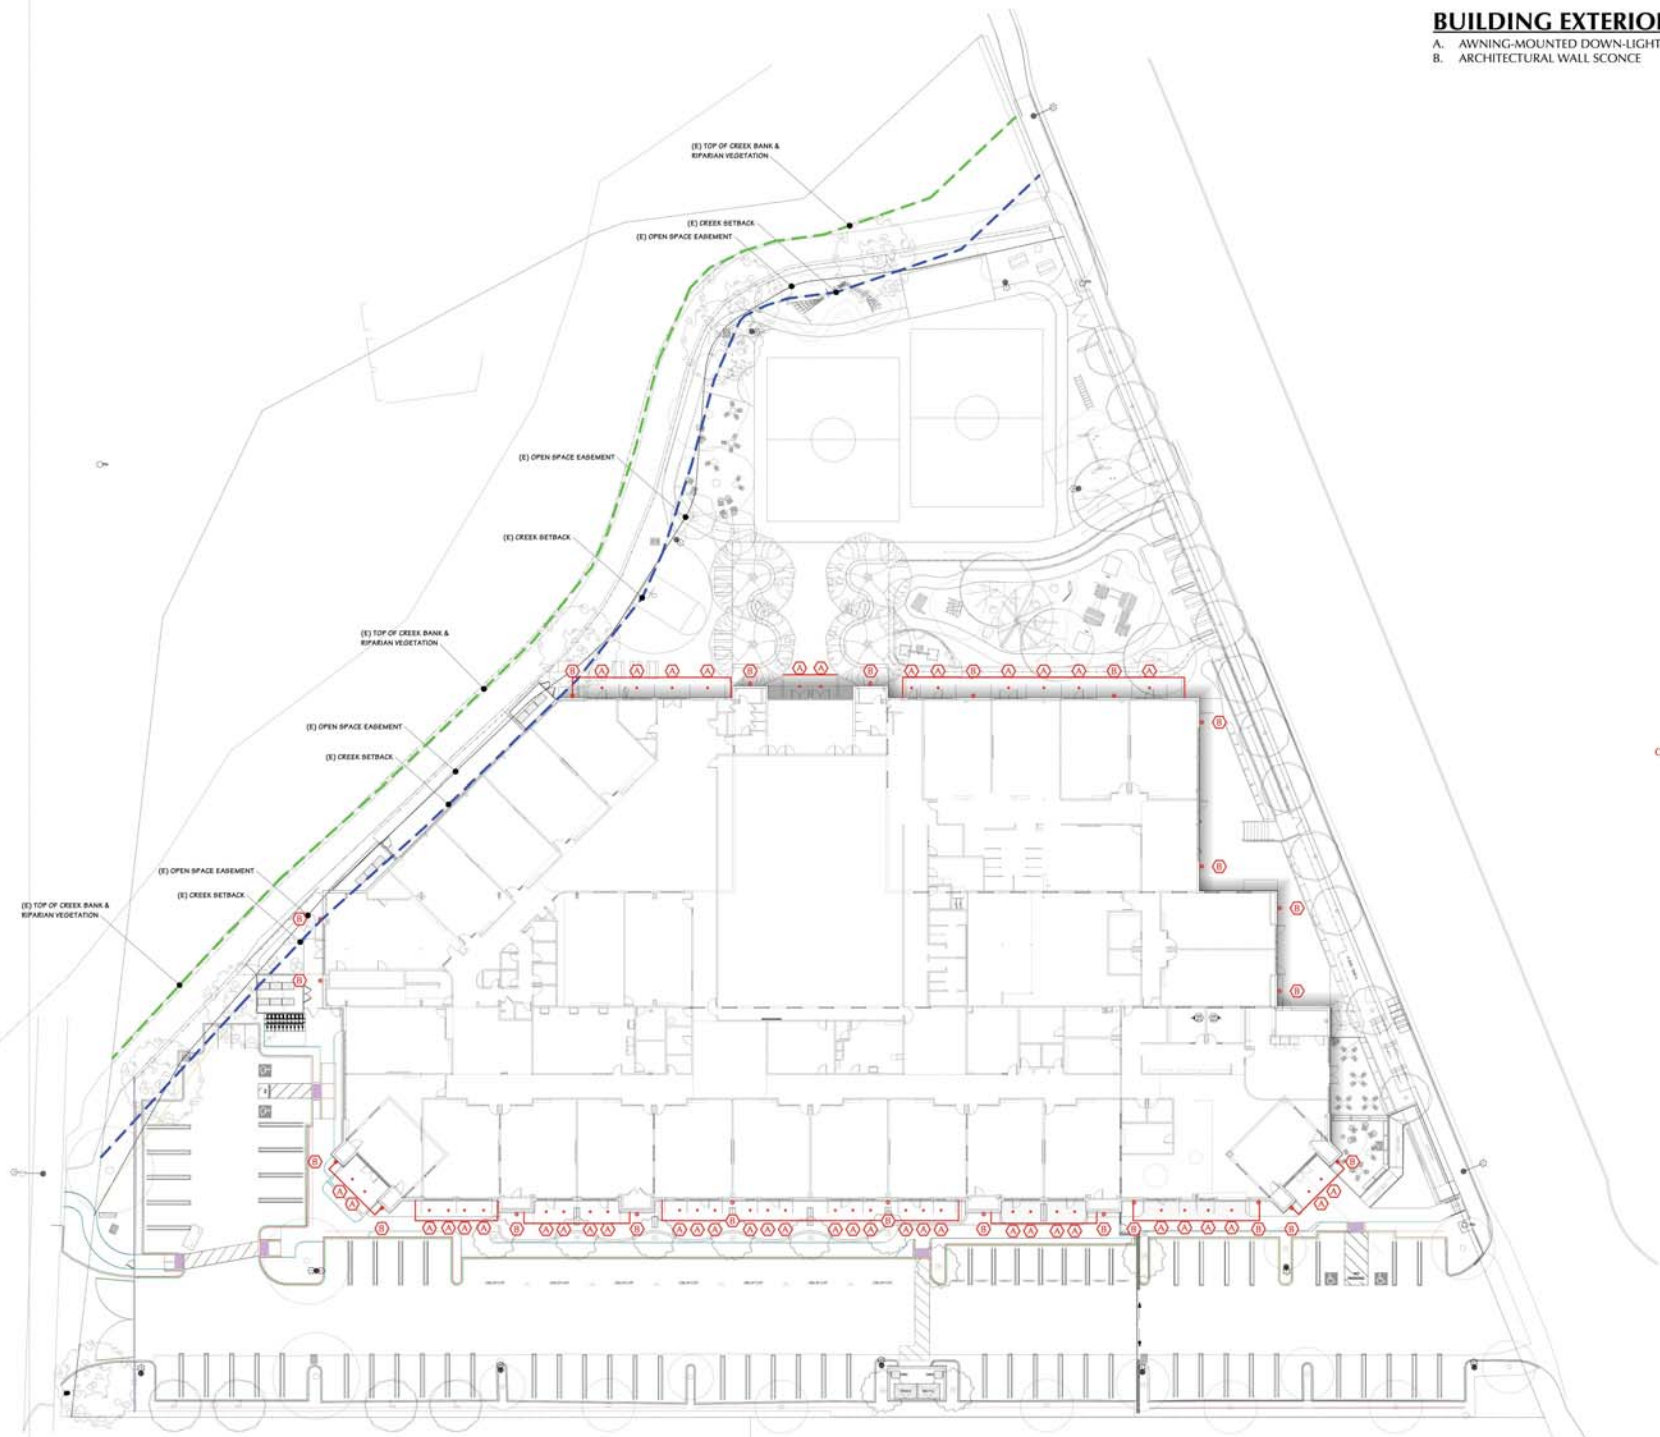 BUILDING EXTERIOR
A. AWNING-MOUNTED DOWN-LIGHT
B. ARCHITECTURAL WALL SCONCE
(E) TOP OF CREEK BANK &
RIPARIAN VEGETATION
(E) CREEK SETBACK
(E) OPEN SPACE EASEMENT
(E) OPEN SPACE EASEMENT
(E) CREEK SETBACK
(E) TOP OF CREEK BANK &
RIPARIAN VEGETATION
B A A A A B A A B A A B A A A B A
(E) OPEN SPACE EASEMENT
(E) CREEK SETBACK
B
B
(E) OPEN SPACE EASEMENT
(E) CREEK SETBACK
(E) TOP OF CREEK BANK &
RIPARIAN VEGETATION
B
B
B
B
B
B
A
A
A
A
B A A A A B A A A A B A A A A B A A A A A A B A A A B A A A A B B A A A A B B